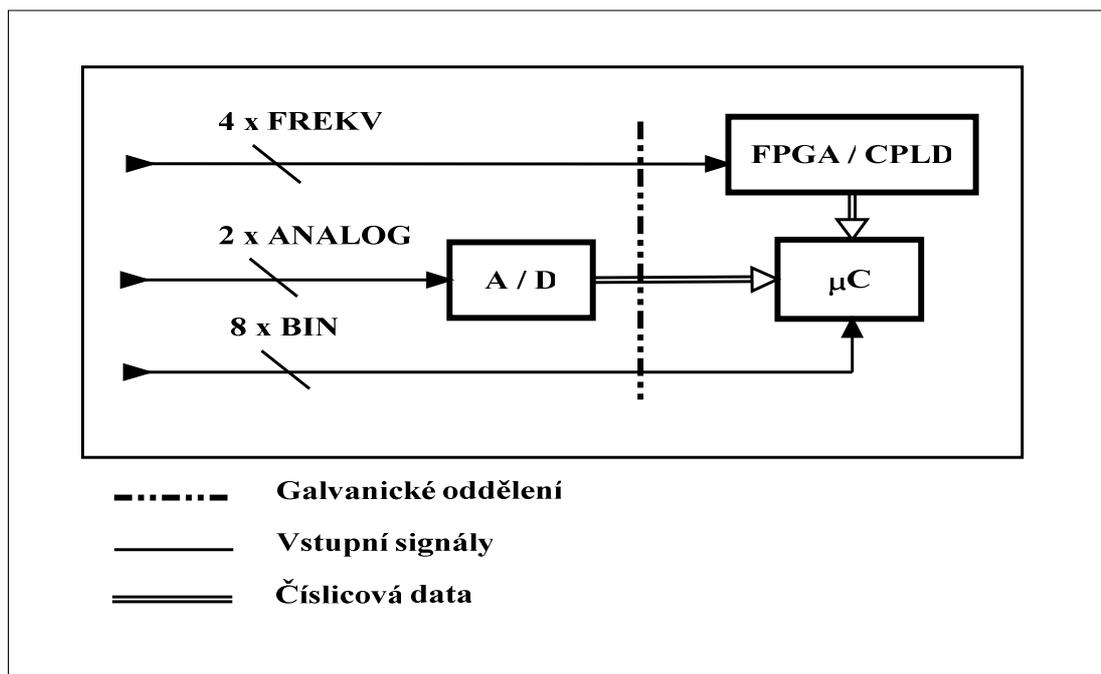 4 x FREKV
FPGA / CPLD
2 x ANALOG
A / D
μC
8 x BIN
Galvanické oddělení
Vstupní signály
Číslicová data